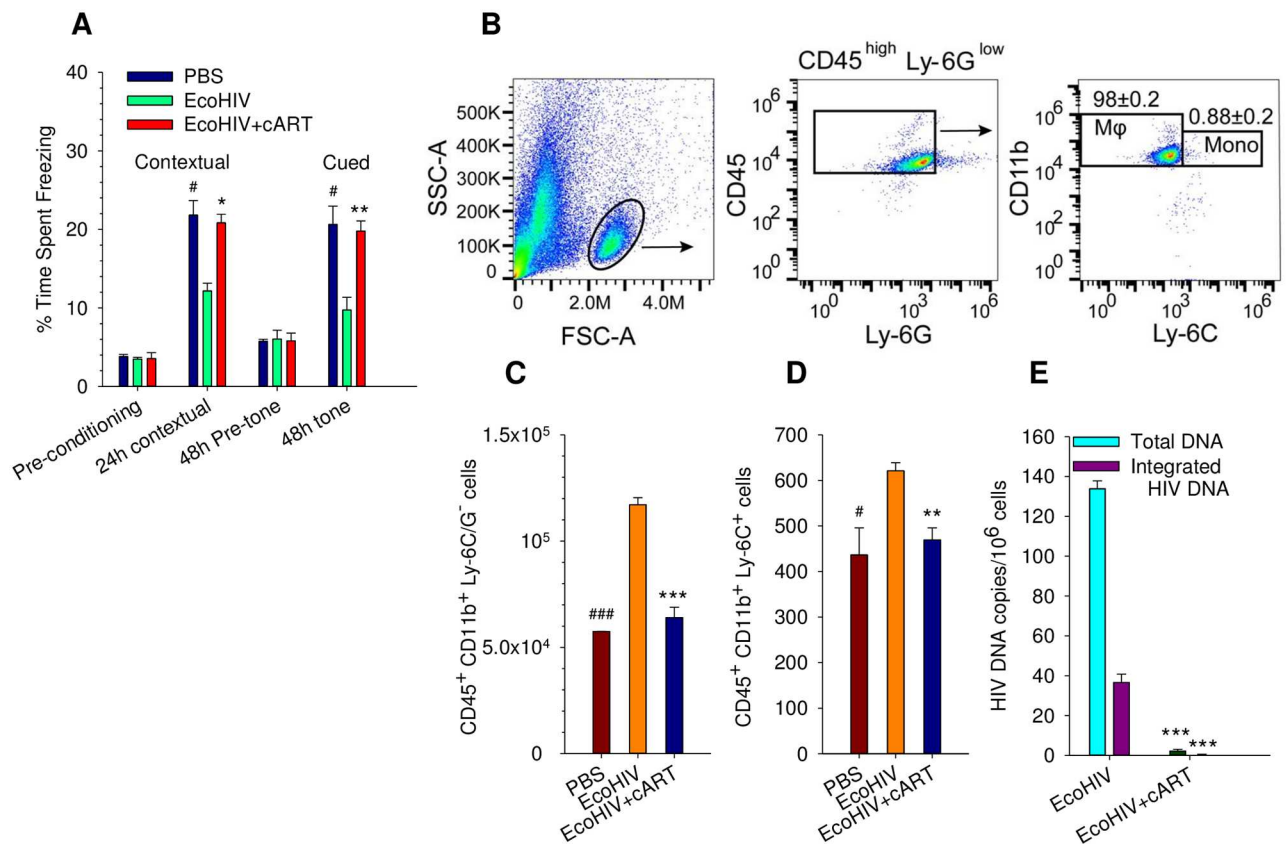 A
40
30
20
10
0
% Time Spent Freezing
PBS
EcoHIV
EcoHIV+cART
Contextual
Cued
#
*
#
**
Pre-conditioning
24h contextual
48h Pre-tone
48h tone
B
500K
400K
300K
200K
100K
0
SSC-A
0
2.0M
4.0M
FSC-A
CD45high Ly-6Glow
10^6
10^4
10^2
10^0
CD45
10^0
10^3
10^6
Ly-6G
98±0.2
0.88±0.2
Mφ
Mono
10^6
10^4
10^2
10^0
CD11b
10^0
10^3
10^6
Ly-6C
C
1.5x10^5
10^5
5.0x10^4
0
CD45+ CD11b+ Ly-6C/G- cells
###
***
PBS
EcoHIV
EcoHIV+cART
D
700
600
500
400
300
200
100
0
CD45+ CD11b+ Ly-6C+ cells
#
**
PBS
EcoHIV
EcoHIV+cART
E
160
140
120
100
80
60
40
20
0
HIV DNA copies/10^6 cells
Total DNA
Integrated
HIV DNA
***
***
EcoHIV
EcoHIV+cART